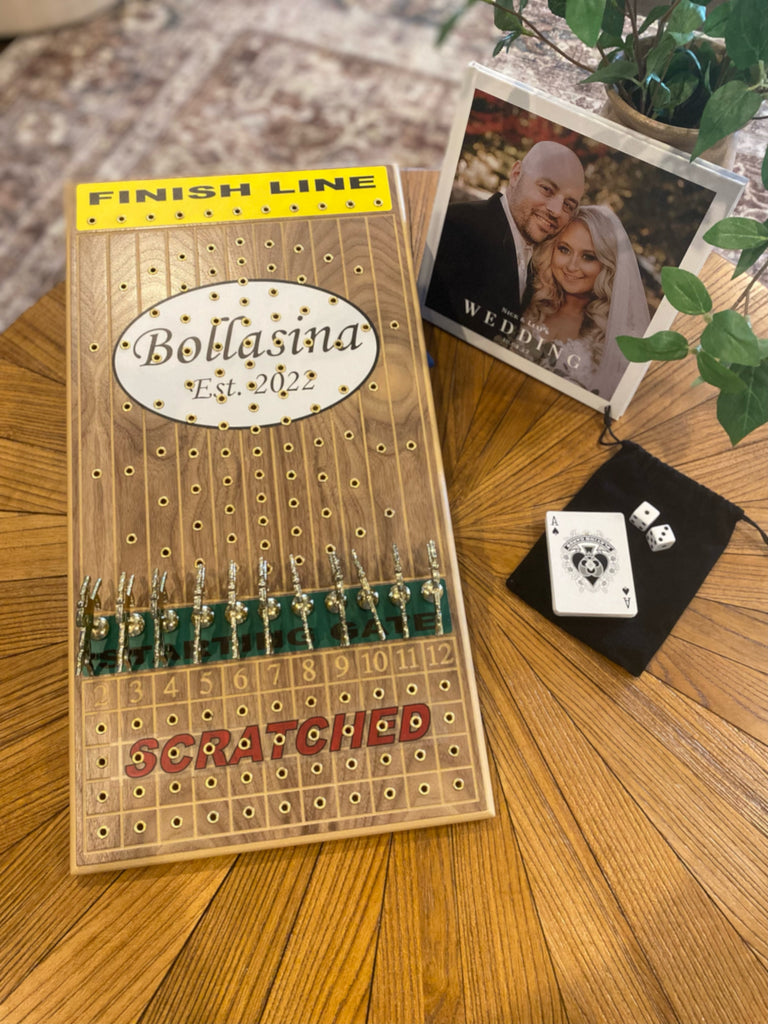 FINISH LINE
Bollasina
Est. 2022
STARTING GATE
2 3 4 5 6 7 8 9 10 11 12
SCRATCHED
WEDDING
A
A